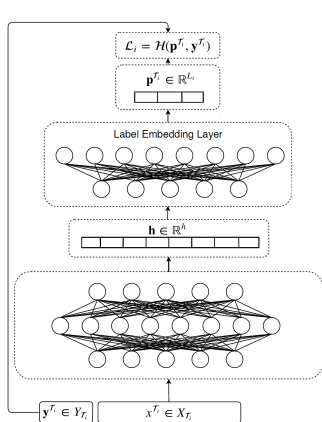 $\mathcal{L}_i = \mathcal{H}(\mathbf{p}^{\mathcal{T}_i}, \mathbf{y}^{\mathcal{T}_i})$
$\mathbf{p}^{\mathcal{T}_i} \in \mathbb{R}^{L_i}$
Label Embedding Layer
$\mathbf{h} \in \mathbb{R}^h$
$\mathbf{y}^{\mathcal{T}_i} \in Y_{\mathcal{T}_i}$
$x^{\mathcal{T}_i} \in X_{\mathcal{T}_i}$